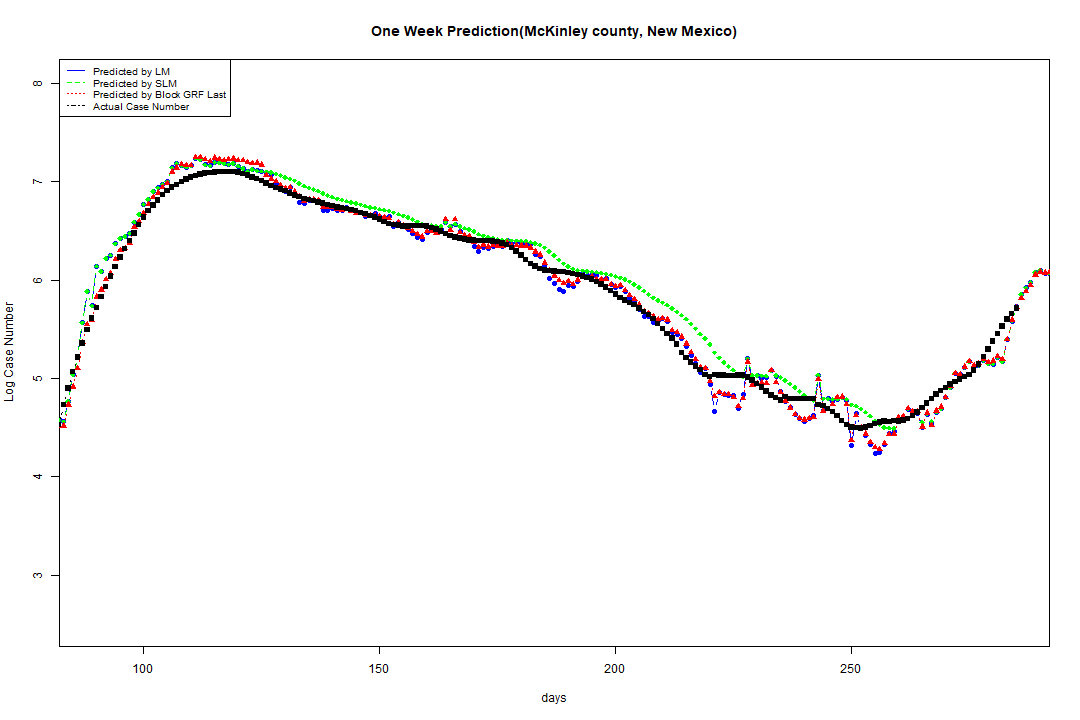 One Week Prediction(McKinley county, New Mexico)
Predicted by LM
Predicted by SLM
Predicted by Block GRF Last
Actual Case Number
8
7
6
5
4
3
Log Case Number
100 150 200 250
days